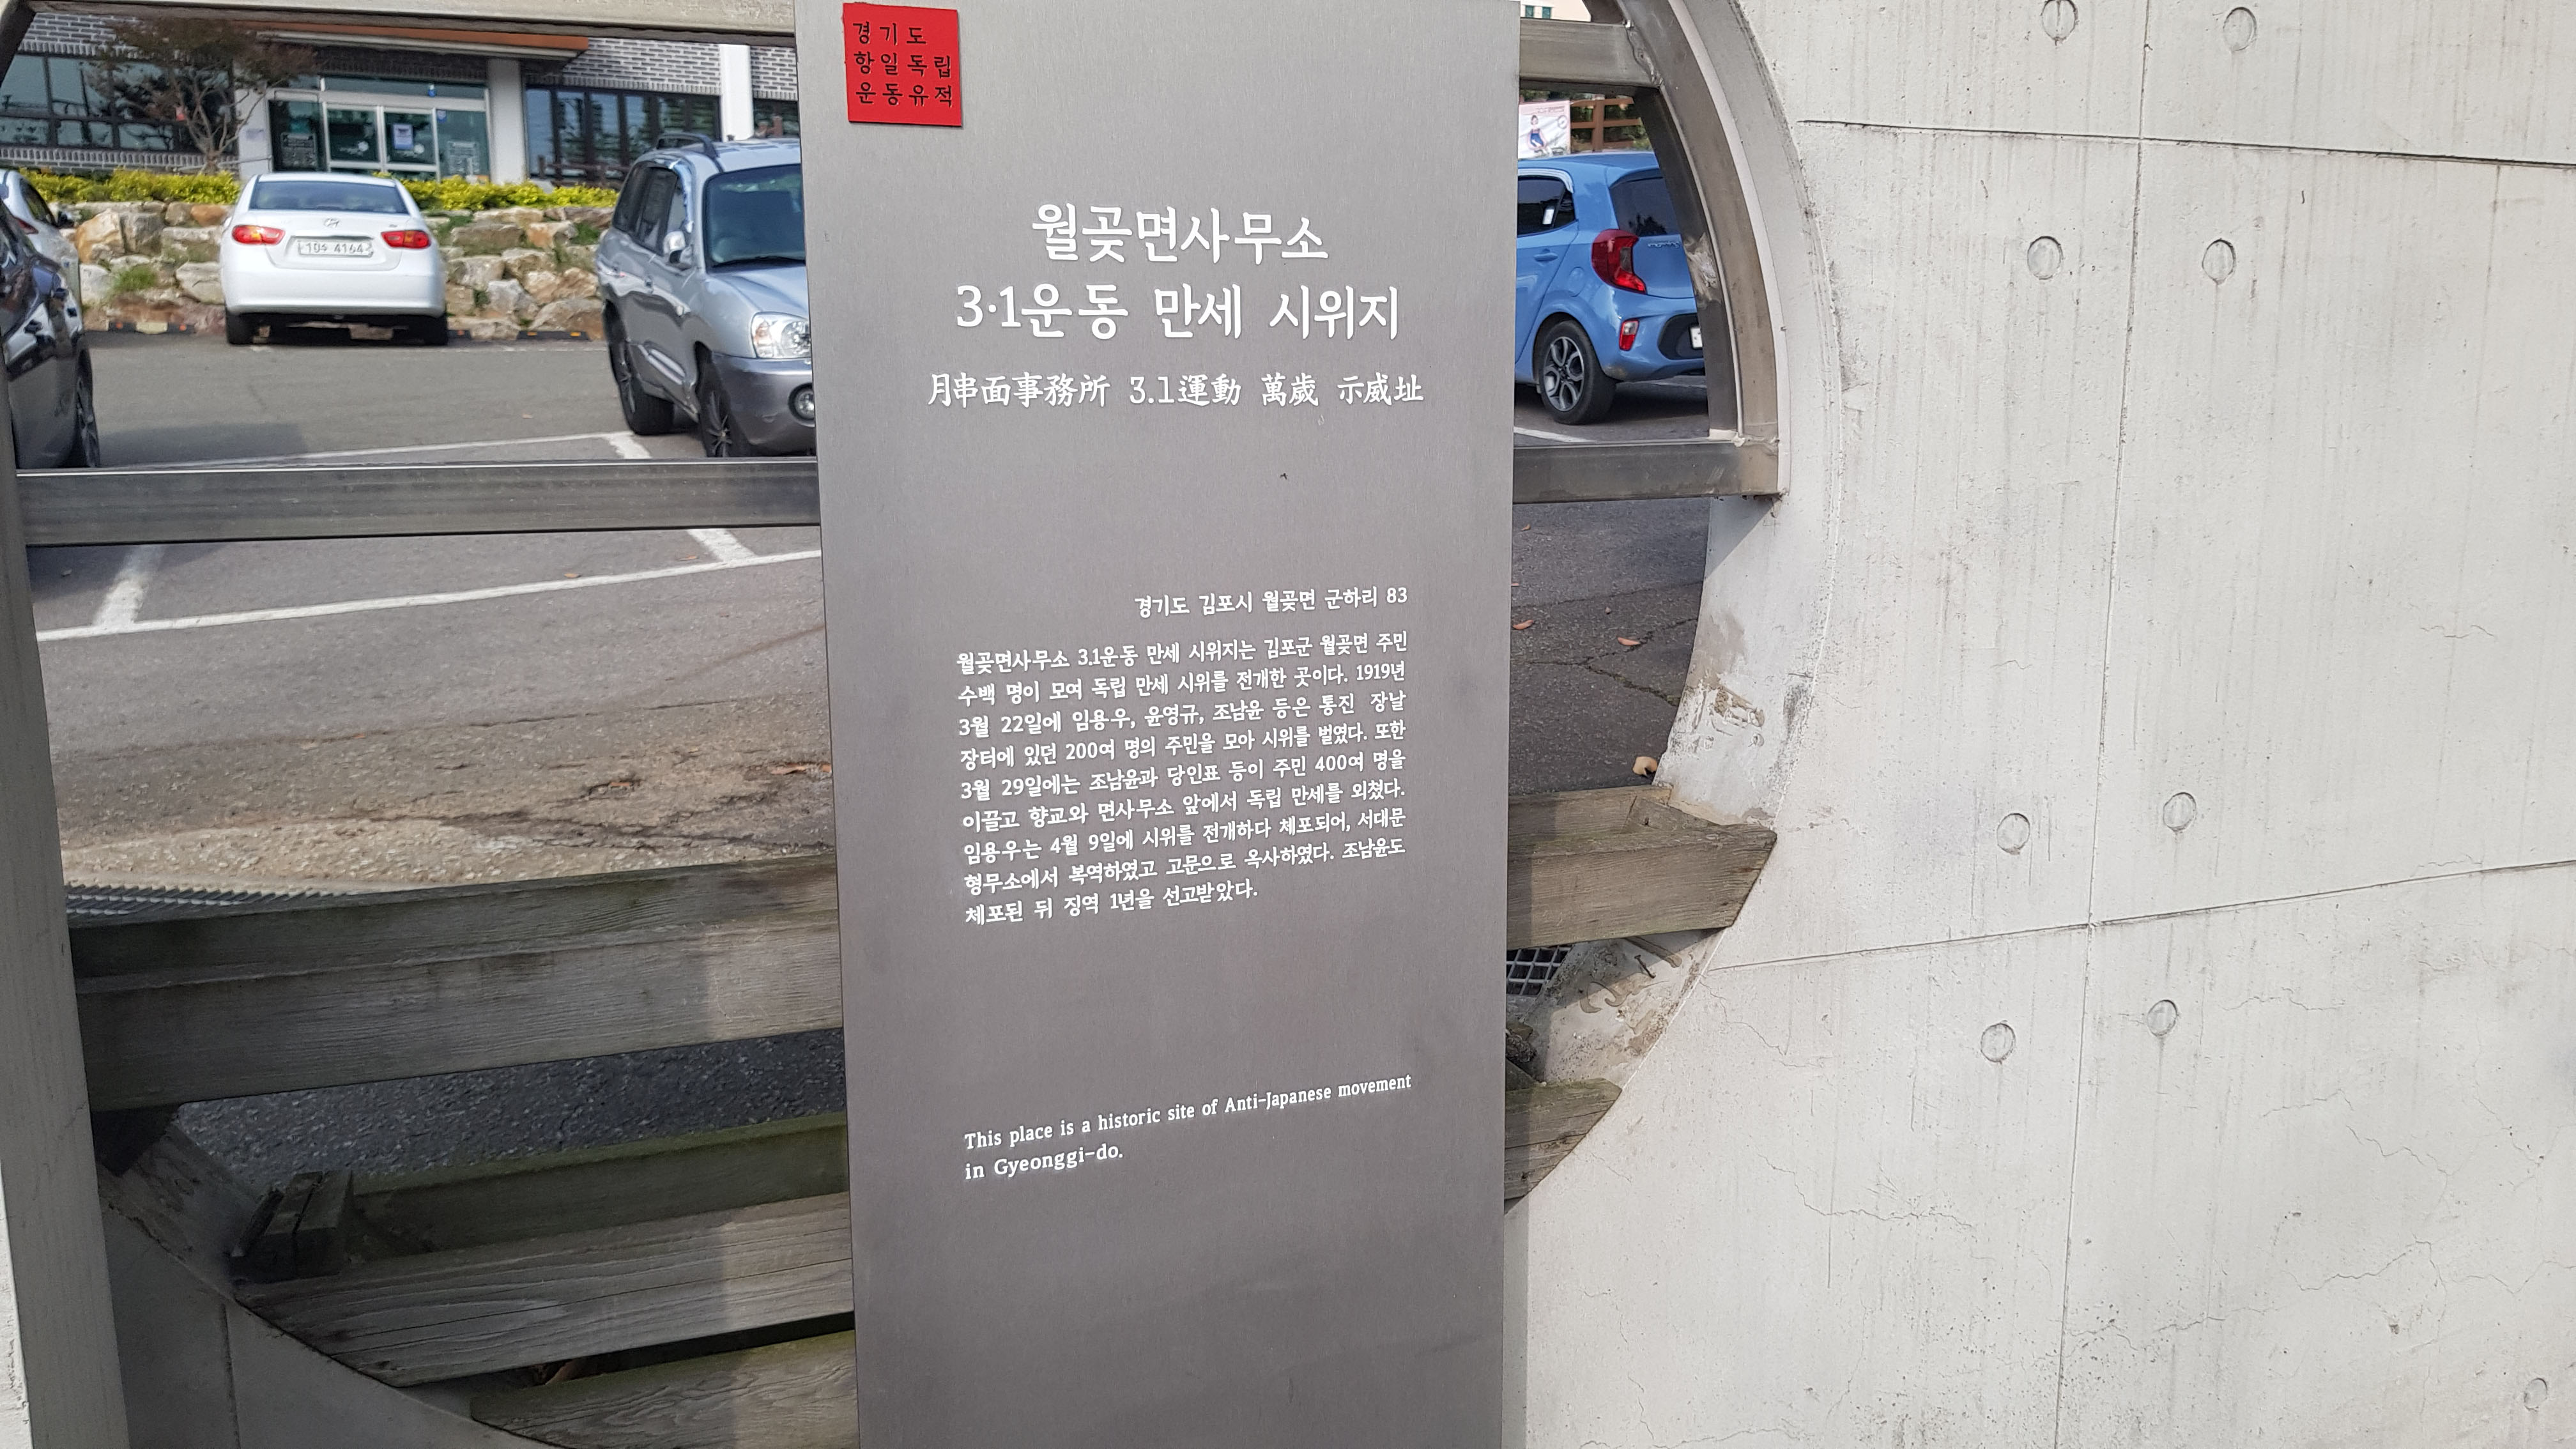 경기도
항일독립
운동유적
월곶면사무소
3·1운동 만세 시위지
月串面事務所 3.1運動 萬歲 示威址
경기도 김포시 월곶면 군하리 83
월곶면사무소 3.1운동 만세 시위지는 김포군 월곶면 주민
수백 명이 모여 독립 만세 시위를 전개한 곳이다. 1919년
3월 22일에 임용우, 윤영규, 조남윤 등은 통진 장날
장터에 있던 200여 명의 주민을 모아 시위를 벌였다. 또한
3월 29일에는 조남윤과 당인표 등이 주민 400여 명을
이끌고 향교와 면사무소 앞에서 독립 만세를 외쳤다.
임용우는 4월 9일에 시위를 전개하다 체포되어, 서대문
형무소에서 복역하였고 고문으로 옥사하였다. 조남윤도
체포된 뒤 징역 1년을 선고받았다.
This place is a historic site of Anti-Japanese movement
in Gyeonggi-do.